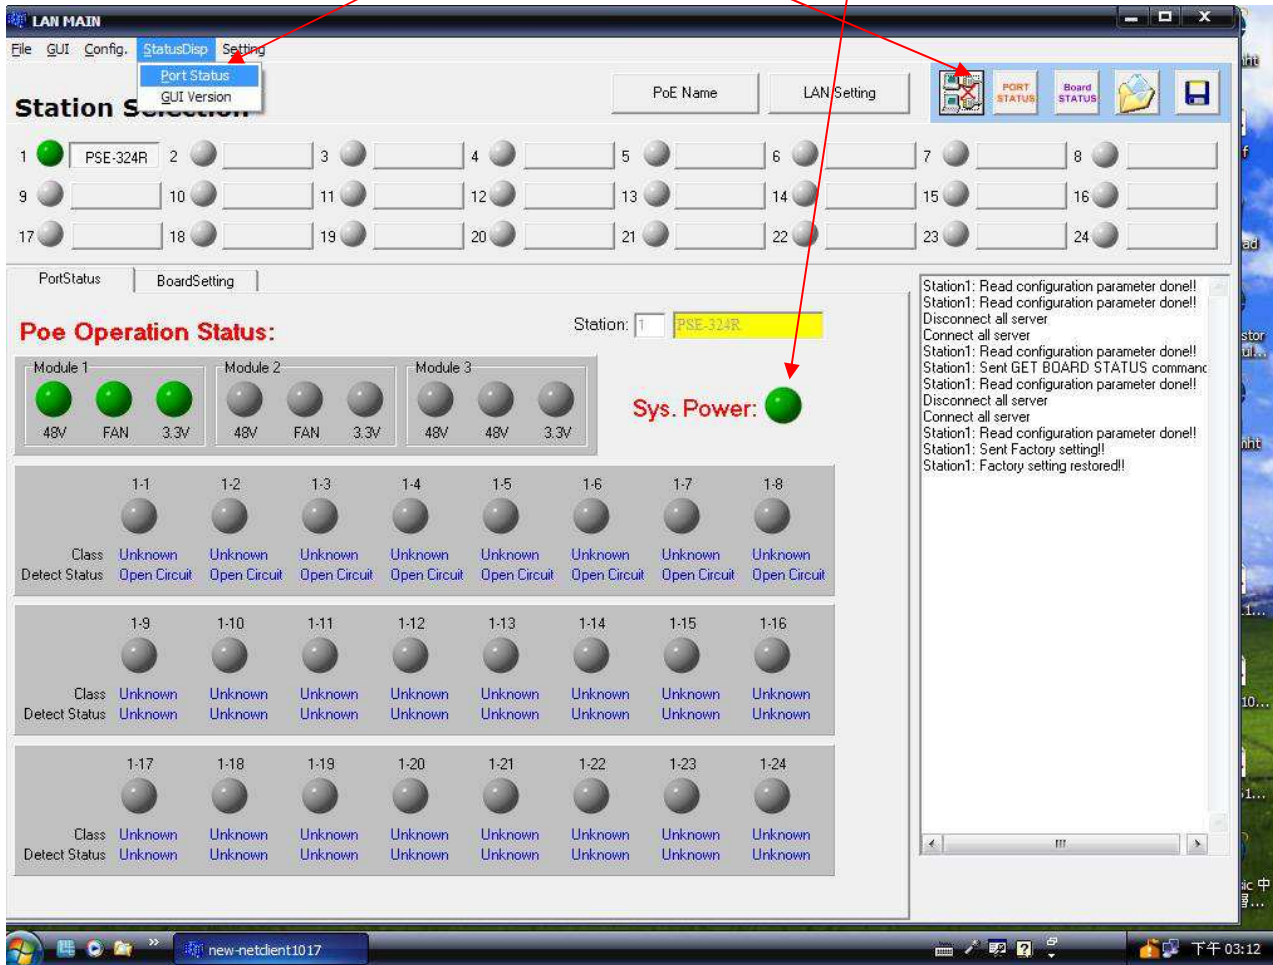 LAN MAIN
File GUI Config. StatusDisp Setting
Port Status
GUI Version
Station
PoE Name LAN Setting PORT STATUS Board STATUS
1 PSE-324R 2 3 4 5 6 7 8
9 10 11 12 13 14 15 16
17 18 19 20 21 22 23 24
PortStatus BoardSetting
Poe Operation Status:
Station: 1 PSE-324R
Module 1 Module 2 Module 3
48V FAN 3.3V 48V FAN 3.3V 48V 48V 3.3V
Sys. Power:
1-1 1-2 1-3 1-4 1-5 1-6 1-7 1-8
Class Unknown Unknown Unknown Unknown Unknown Unknown Unknown Unknown
Detect Status Open Circuit Open Circuit Open Circuit Open Circuit Open Circuit Open Circuit Open Circuit Open Circuit
1-9 1-10 1-11 1-12 1-13 1-14 1-15 1-16
Class Unknown Unknown Unknown Unknown Unknown Unknown Unknown Unknown
Detect Status Unknown Unknown Unknown Unknown Unknown Unknown Unknown Unknown
1-17 1-18 1-19 1-20 1-21 1-22 1-23 1-24
Class Unknown Unknown Unknown Unknown Unknown Unknown Unknown Unknown
Detect Status Unknown Unknown Unknown Unknown Unknown Unknown Unknown Unknown
Station1: Read configuration parameter done!!
Station1: Read configuration parameter done!!
Disconnect all server
Connect all server
Station1: Read configuration parameter done!!
Station1: Sent GET BOARD STATUS command
Station1: Read configuration parameter done!!
Disconnect all server
Connect all server
Station1: Read configuration parameter done!!
Station1: Sent Factory setting!!
Station1: Factory setting restored!!
new-netclient1017
下午 03:12